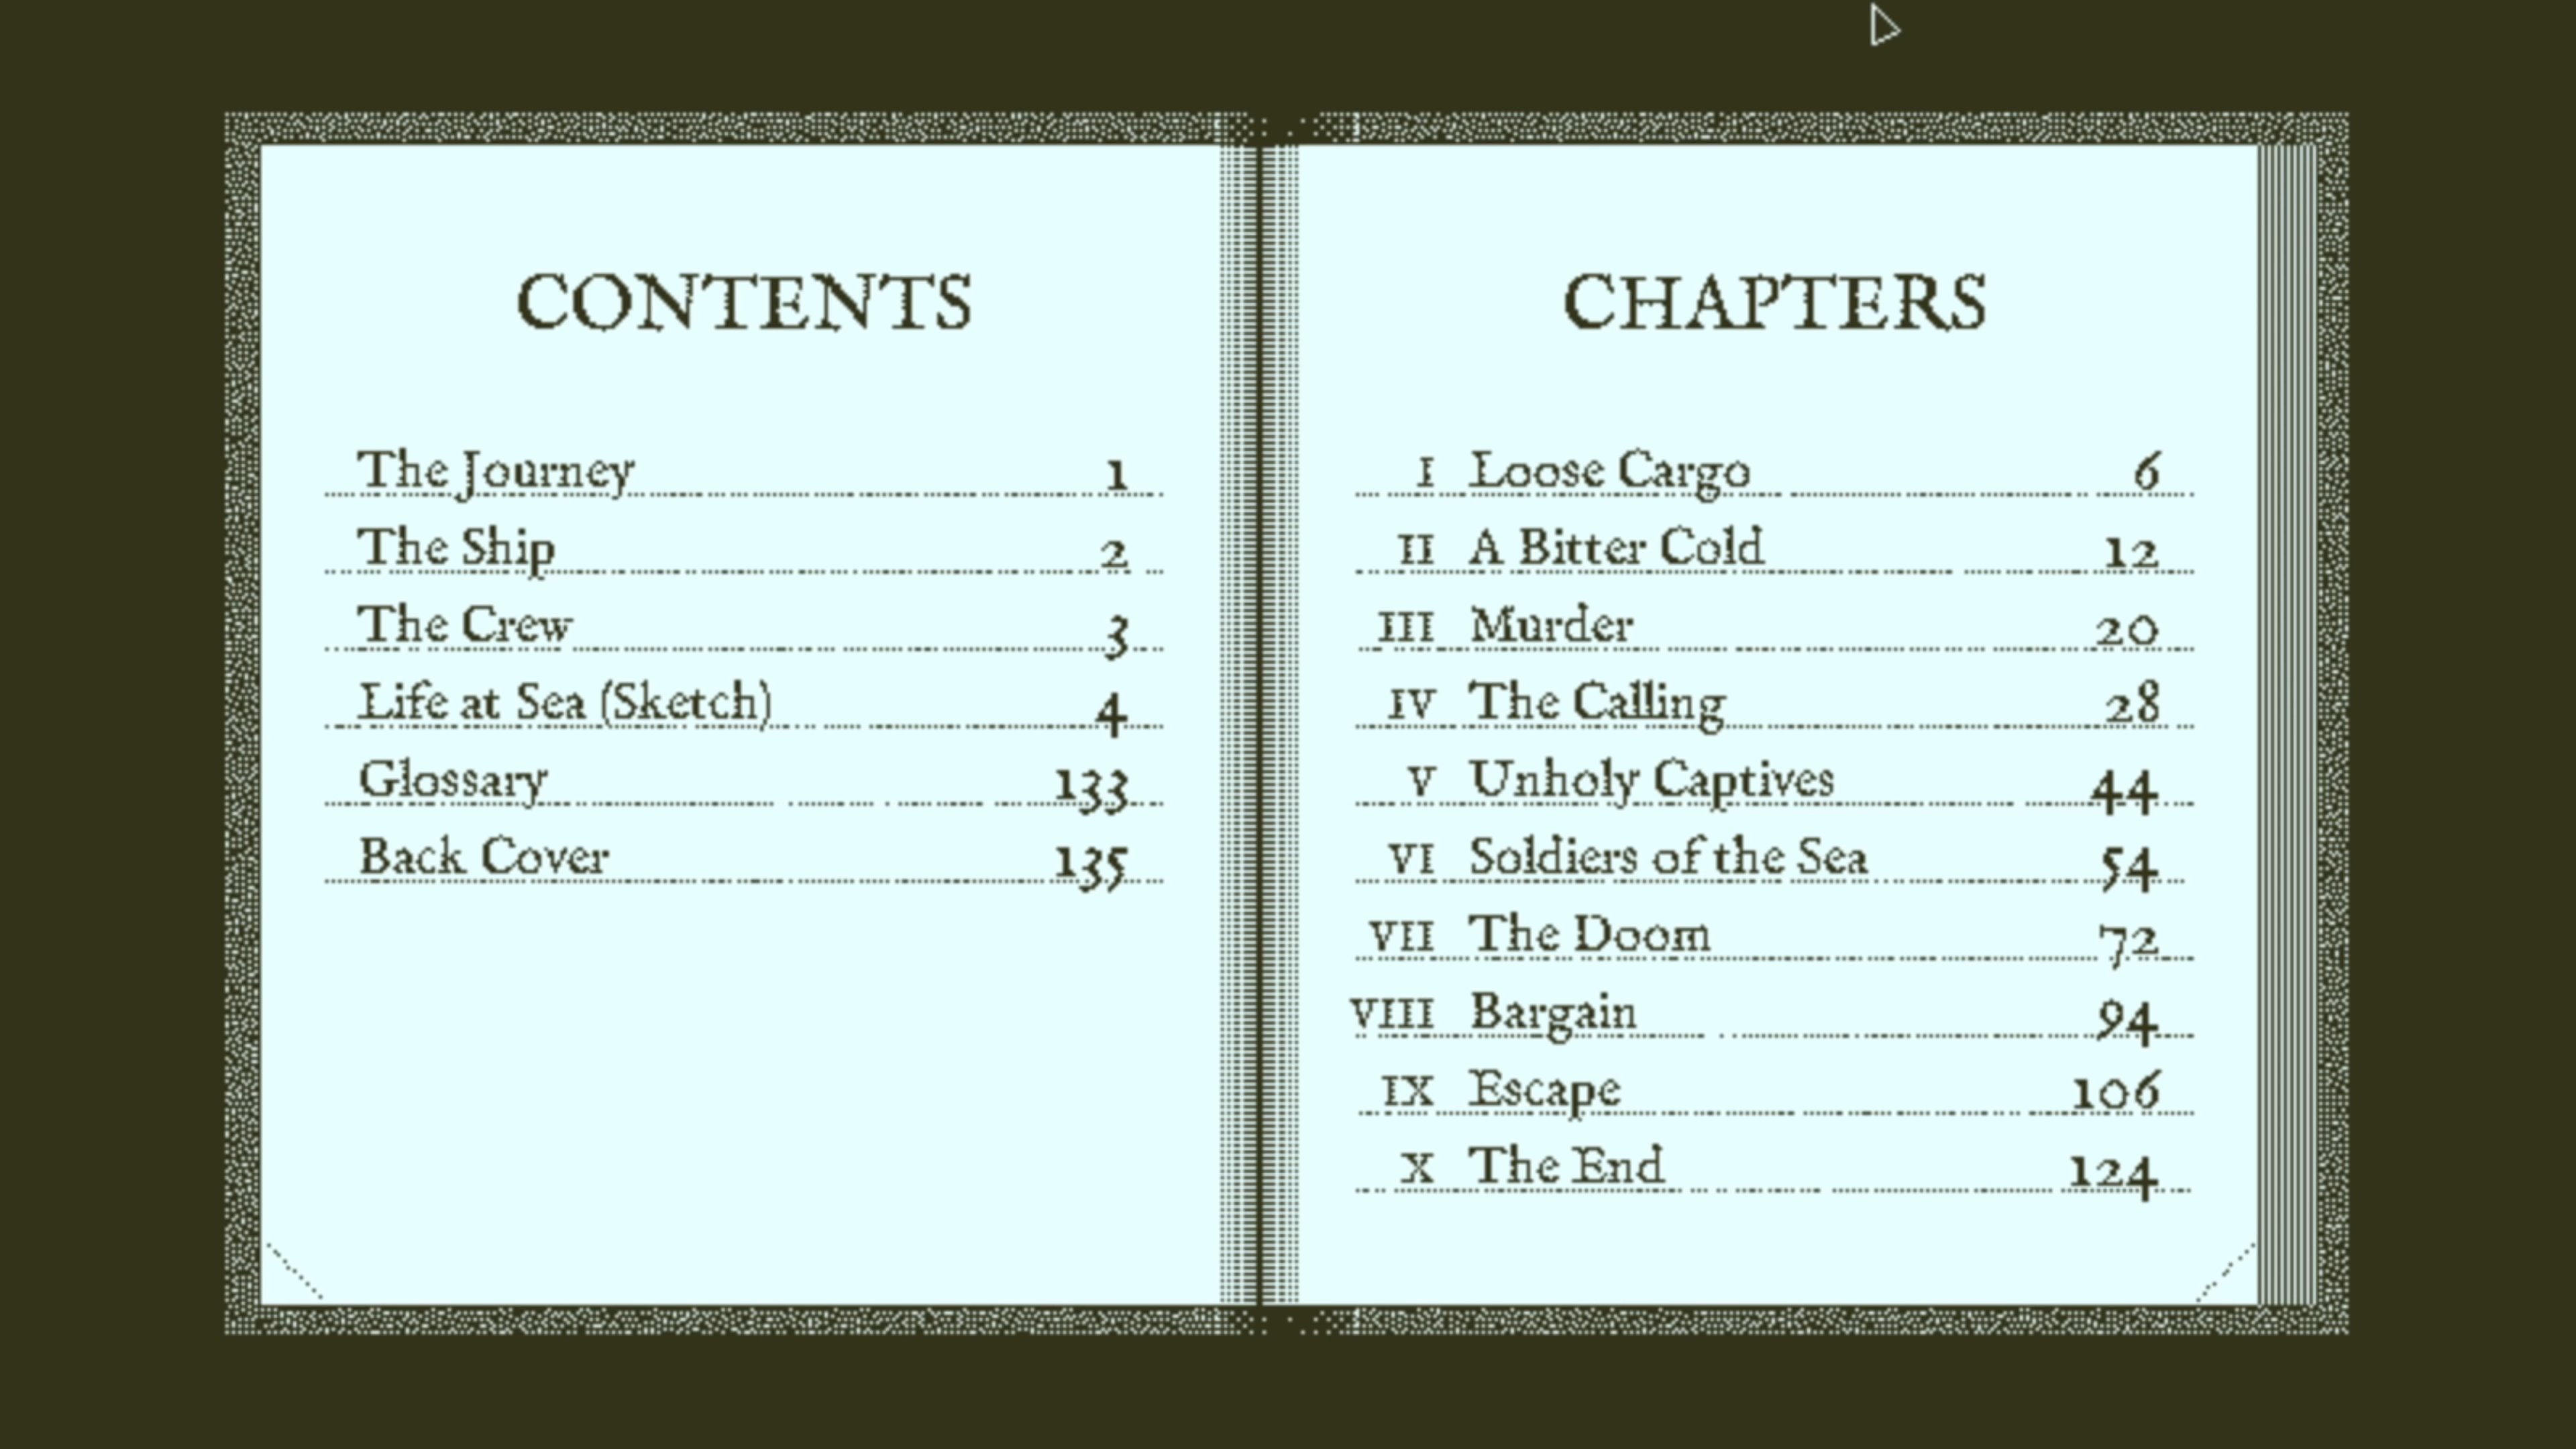 CONTENTS
The Journey 1
The Ship 2
The Crew 3
Life at Sea (Sketch) 4
Glossary 133
Back Cover 135
CHAPTERS
I Loose Cargo 6
II A Bitter Cold 12
III Murder 20
IV The Calling 28
V Unholy Captives 44
VI Soldiers of the Sea 54
VII The Doom 72
VIII Bargain 94
IX Escape 106
X The End 124